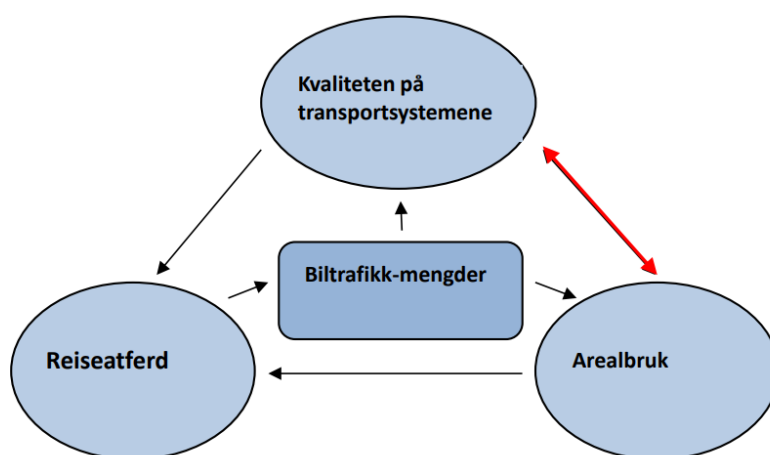 Kvaliteten på
transportsystemene
Biltrafikk-mengder
Reiseatferd
Arealbruk